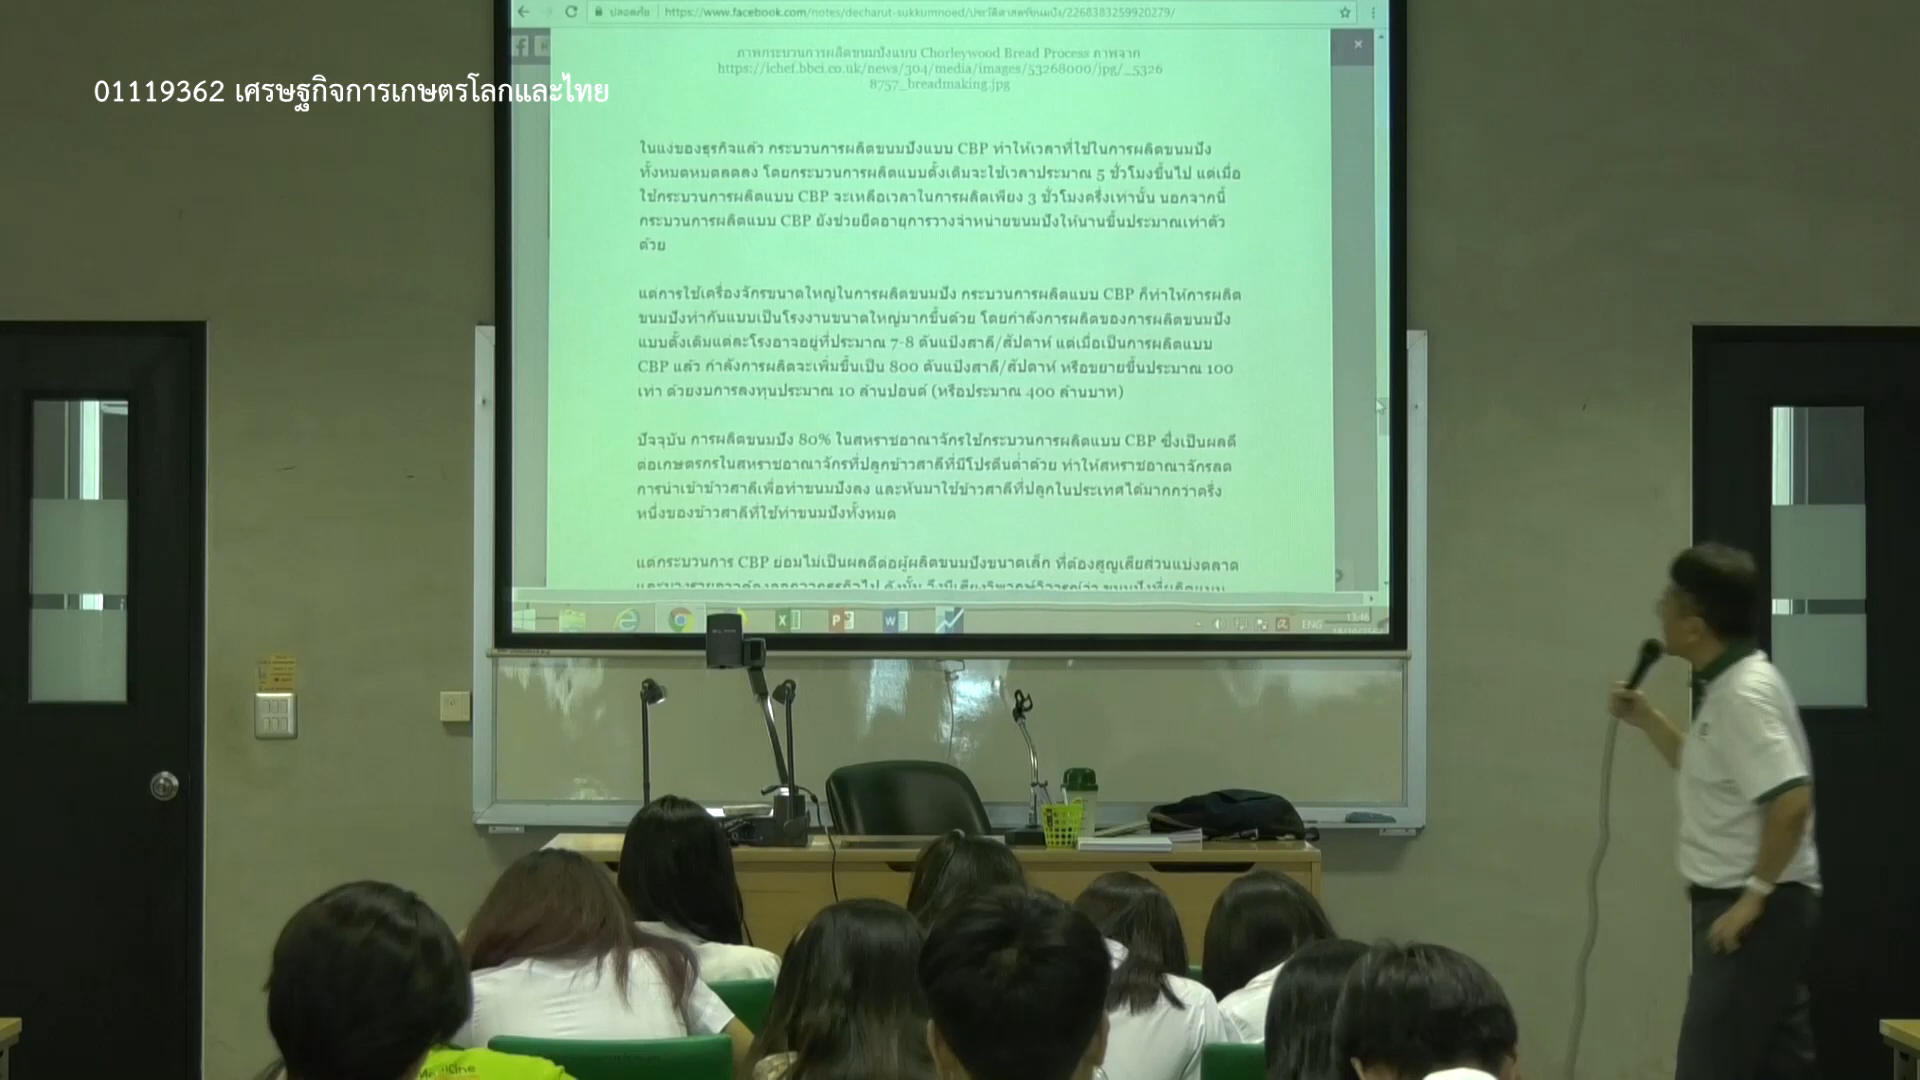 ปลอดภัย https://www.facebook.com/notes/decharut-sukkumnoed/ประวัติศาสตร์ขนมปัง/2268383259920279/
ภาพกระบวนการผลิตขนมปังแบบ Chorleywood Bread Process ภาพจาก
https://ichef.bbci.co.uk/news/304/media/images/53268000/jpg/_5326
8757_breadmaking.jpg
01119362 เศรษฐกิจการเกษตรโลกและไทย
ในแง่ของธุรกิจแล้ว กระบวนการผลิตขนมปังแบบ CBP ทำให้เวลาที่ใช้ในการผลิตขนมปัง
ทั้งหมดหมดลดลง โดยกระบวนการผลิตแบบดั้งเดิมจะใช้เวลาประมาณ 5 ชั่วโมงขึ้นไป แต่เมื่อ
ใช้กระบวนการผลิตแบบ CBP จะเหลือเวลาในการผลิตเพียง 3 ชั่วโมงครึ่งเท่านั้น นอกจากนี้
กระบวนการผลิตแบบ CBP ยังช่วยยืดอายุการวางจำหน่ายขนมปังให้นานขึ้นประมาณเท่าตัว
ด้วย
แต่การใช้เครื่องจักรขนาดใหญ่ในการผลิตขนมปัง กระบวนการผลิตแบบ CBP ก็ทำให้การผลิต
ขนมปังทำกันแบบเป็นโรงงานขนาดใหญ่มากขึ้นด้วย โดยกำลังการผลิตของการผลิตขนมปัง
แบบดั้งเดิมแต่ละโรงอาจอยู่ที่ประมาณ 7-8 ตันแป้งสาลี/สัปดาห์ แต่เมื่อเป็นการผลิตแบบ
CBP แล้ว กำลังการผลิตจะเพิ่มขึ้นเป็น 800 ตันแป้งสาลี/สัปดาห์ หรือขยายขึ้นประมาณ 100
เท่า ด้วยงบการลงทุนประมาณ 10 ล้านปอนด์ (หรือประมาณ 400 ล้านบาท)
ปัจจุบัน การผลิตขนมปัง 80% ในสหราชอาณาจักรใช้กระบวนการผลิตแบบ CBP ซึ่งเป็นผลดี
ต่อเกษตรกรในสหราชอาณาจักรที่ปลูกข้าวสาลีที่มีโปรตีนต่ำด้วย ทำให้สหราชอาณาจักรลด
การนำเข้าข้าวสาลีเพื่อทำขนมปังลง และหันมาใช้ข้าวสาลีที่ปลูกในประเทศได้มากกว่าครึ่ง
หนึ่งของข้าวสาลีที่ใช้ทำขนมปังทั้งหมด
แต่กระบวนการ CBP ย่อมไม่เป็นผลดีต่อผู้ผลิตขนมปังขนาดเล็ก ที่ต้องสูญเสียส่วนแบ่งตลาด
ENG 13:46